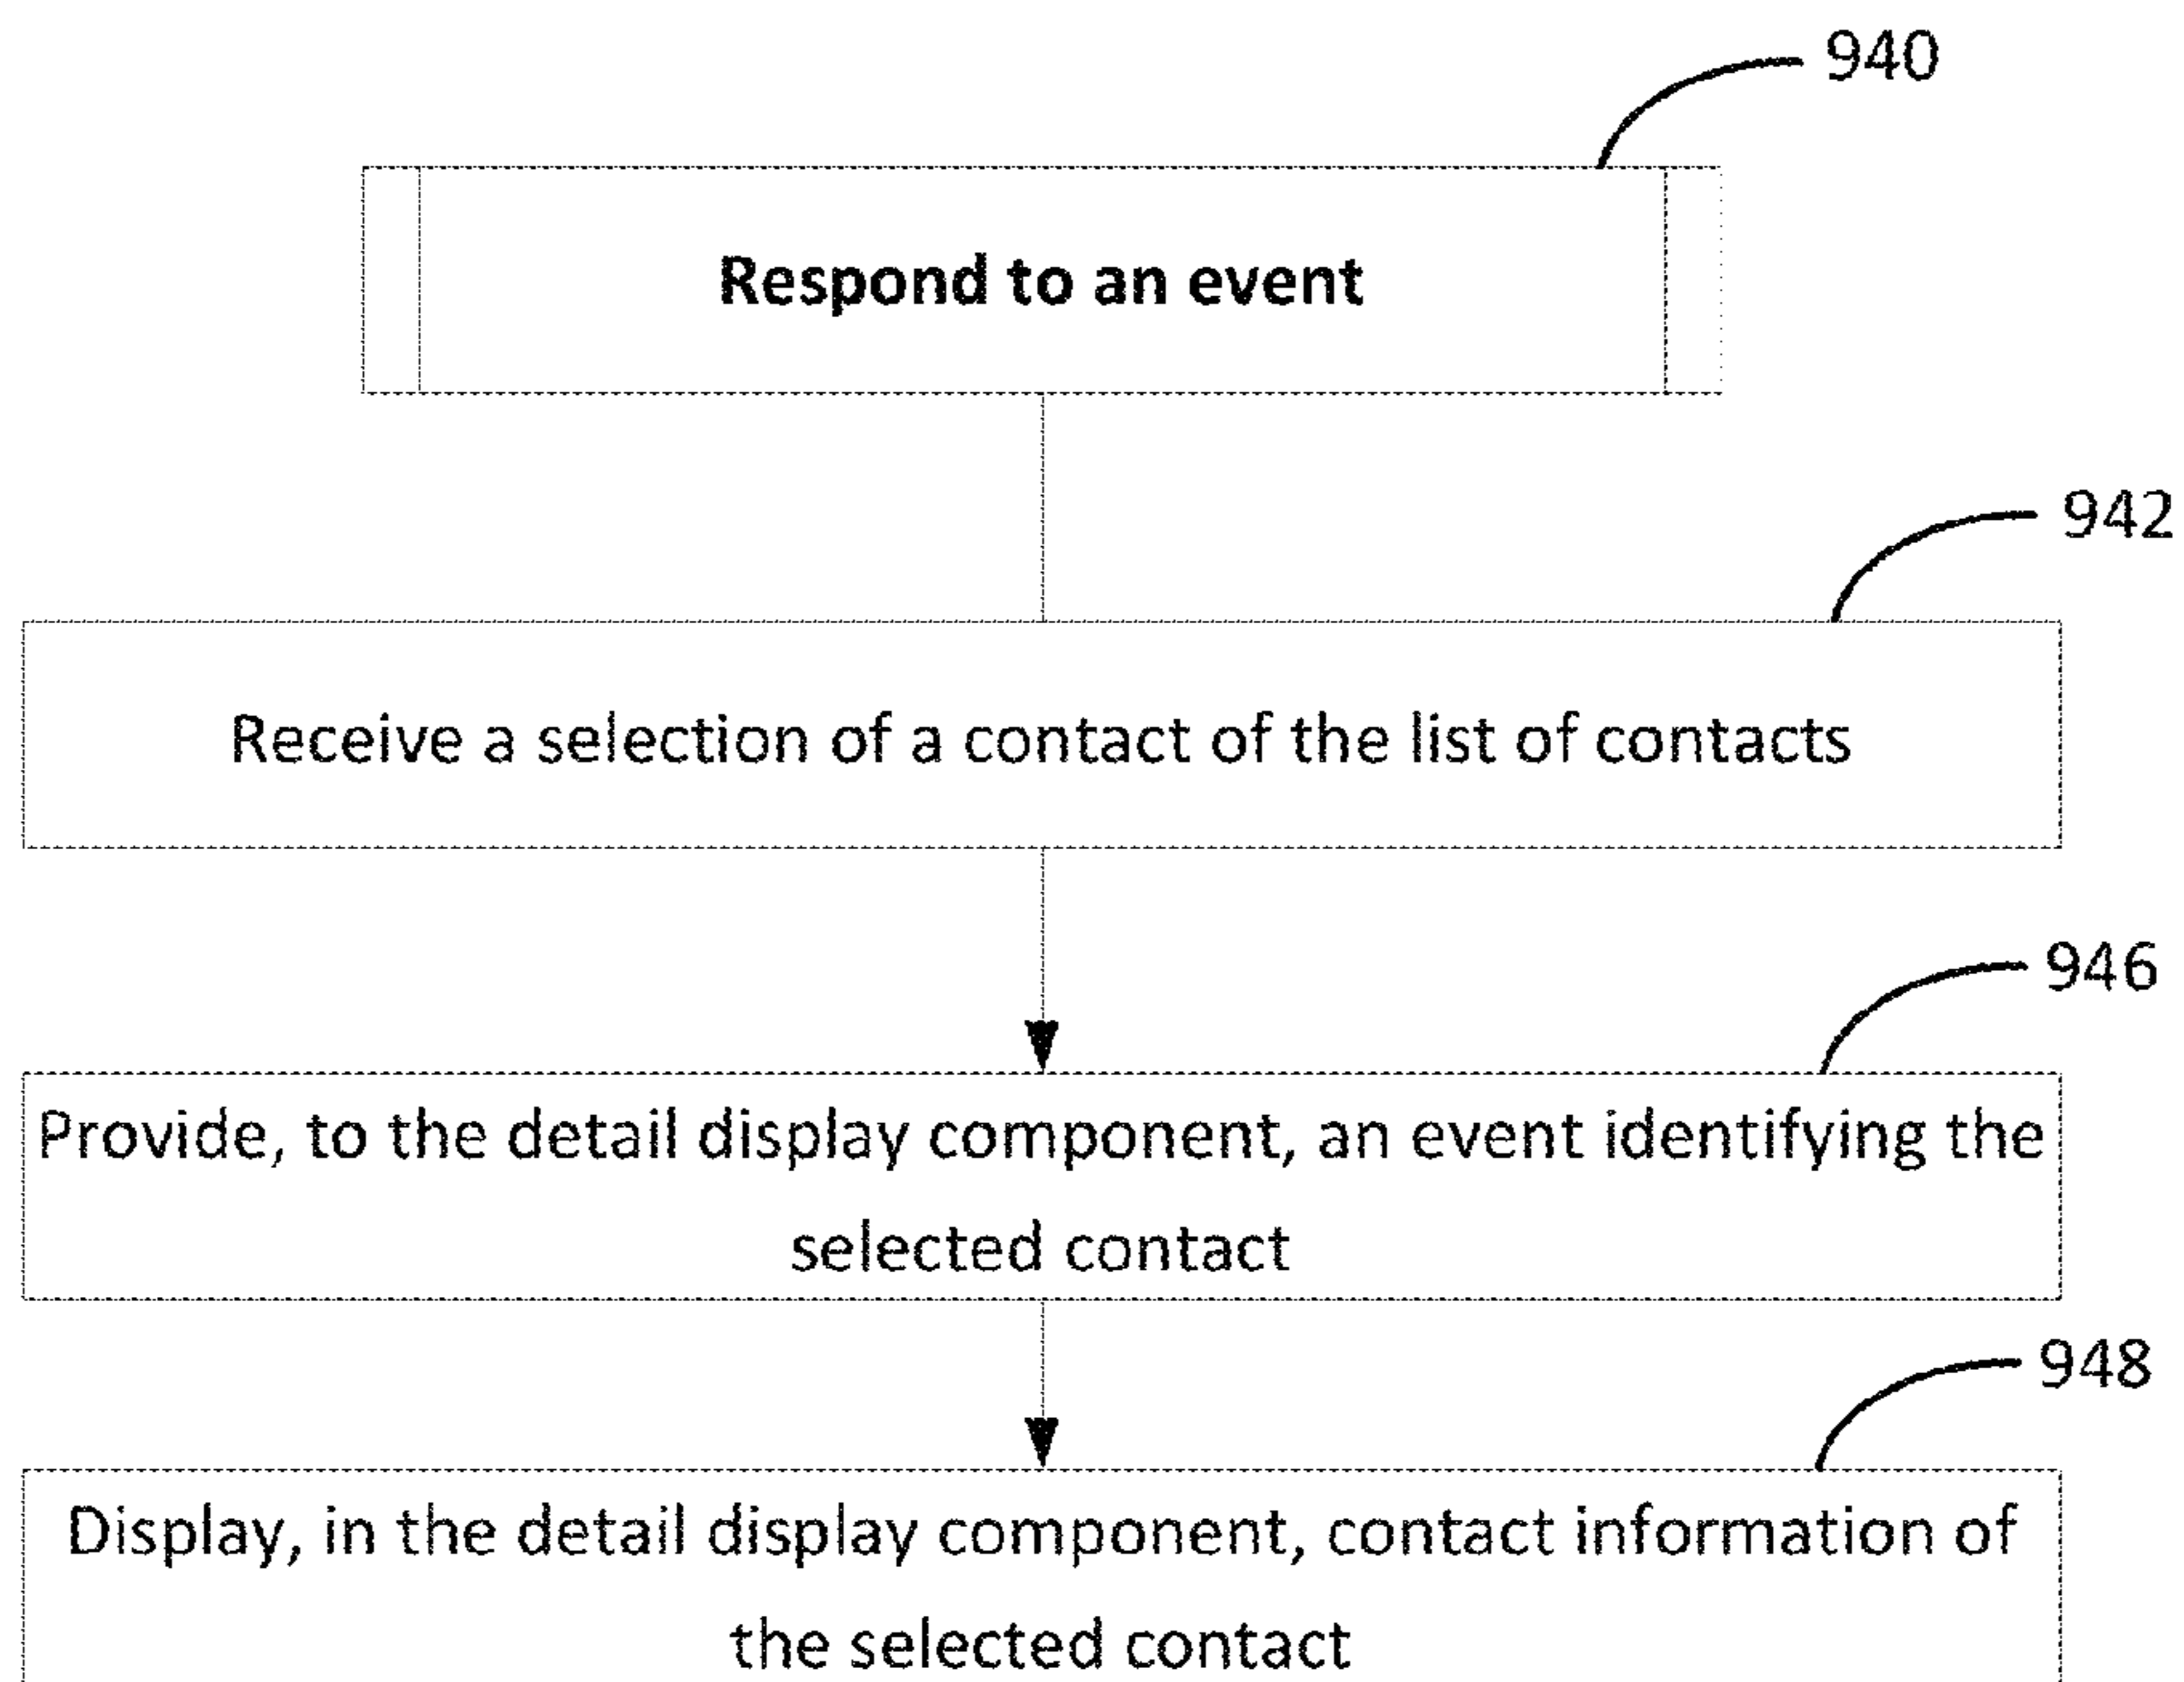 940
Respond to an event
942
Receive a selection of a contact of the list of contacts
946
Provide, to the detail display component, an event identifying the
selected contact
948
Display, in the detail display component, contact information of
the selected contact